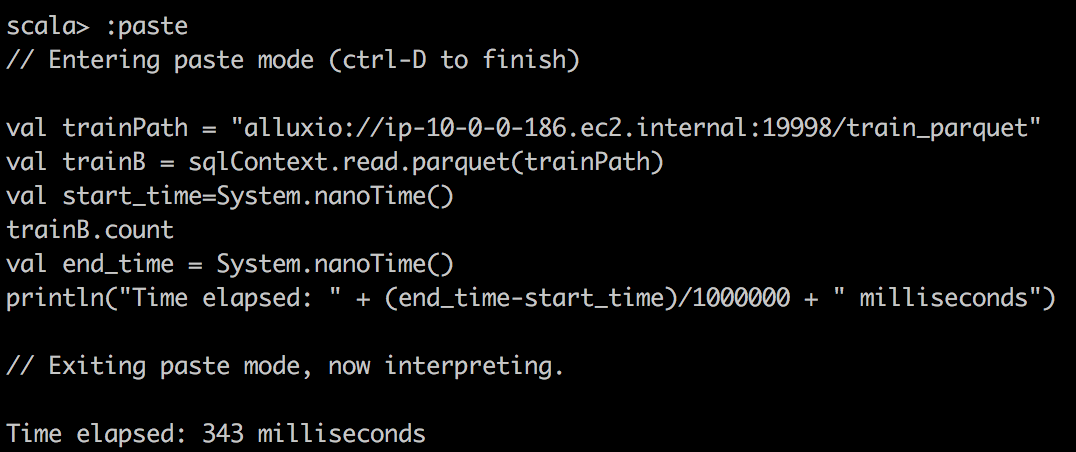 scala> :paste
// Entering paste mode (ctrl-D to finish)
val trainPath = "alluxio://ip-10-0-0-186.ec2.internal:19998/train_parquet"
val trainB = sqlContext.read.parquet(trainPath)
val start_time=System.nanoTime()
trainB.count
val end_time = System.nanoTime()
println("Time elapsed: " + (end_time-start_time)/1000000 + " milliseconds")
// Exiting paste mode, now interpreting.
Time elapsed: 343 milliseconds